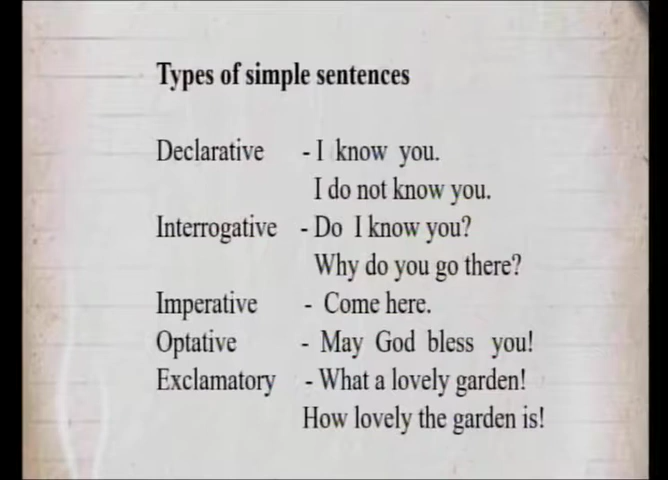 Types of simple sentences
Declarative - I know you.
I do not know you.
Interrogative - Do I know you?
Why do you go there?
Imperative - Come here.
Optative - May God bless you!
Exclamatory - What a lovely garden!
How lovely the garden is!